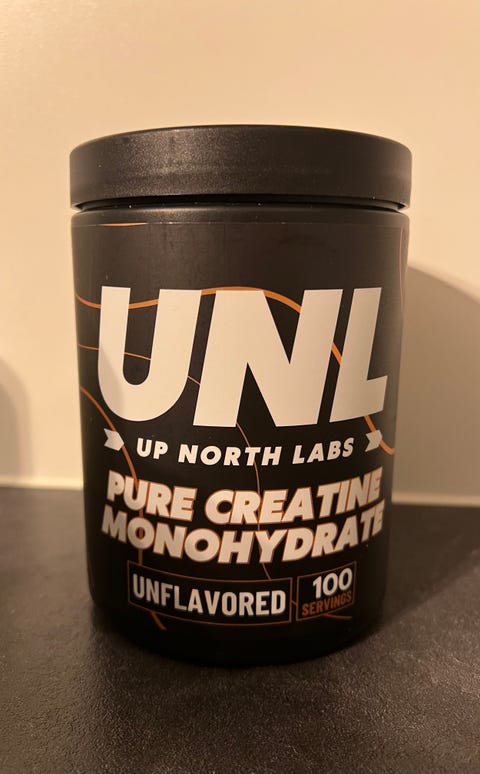 UNL
UP NORTH LABS
PURE CREATINE
MONOHYDRATE
UNFLAVORED
100
SERVINGS